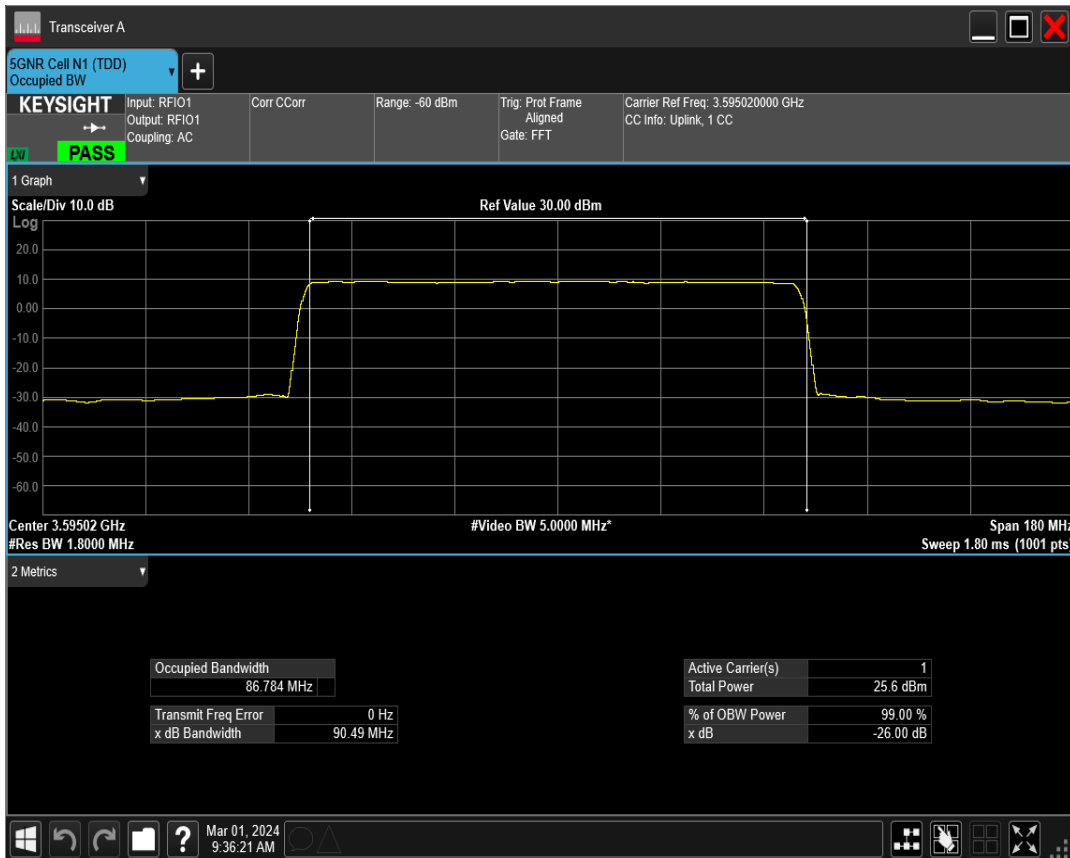 Transceiver A
5GNR Cell N1 (TDD)
Occupied BW
+
KEYSIGHT
LXI
PASS
Input: RFIO1
Output: RFIO1
Coupling: AC
Corr CCorr
Range: -60 dBm
Trig: Prot Frame
Aligned
Gate: FFT
Carrier Ref Freq: 3.595020000 GHz
CC Info: Uplink, 1 CC
1 Graph
Scale/Div 10.0 dB
Ref Value 30.00 dBm
Log
20.0
10.0
0.00
-10.0
-20.0
-30.0
-40.0
-50.0
-60.0
Center 3.59502 GHz
#Video BW 5.0000 MHz*
Span 180 MHz
#Res BW 1.8000 MHz
Sweep 1.80 ms (1001 pts)
2 Metrics
Occupied Bandwidth
86.784 MHz
Transmit Freq Error 0 Hz
x dB Bandwidth 90.49 MHz
Active Carrier(s) 1
Total Power 25.6 dBm
% of OBW Power 99.00 %
x dB -26.00 dB
?
Mar 01, 2024
9:36:21 AM